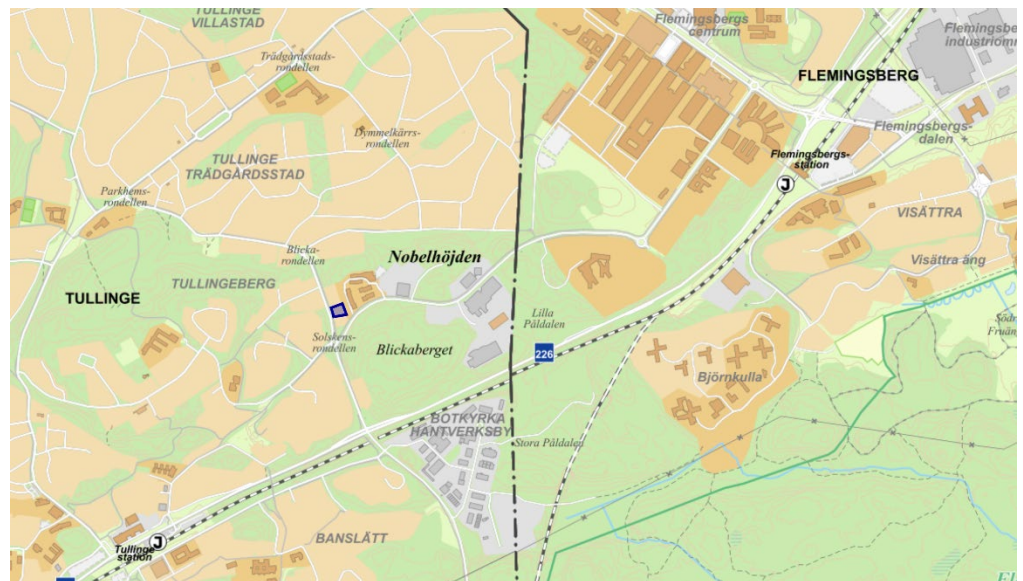 TULLINGE
VILLASTAD
Flemingsbergs
centrum
Flemingsbe
Trädgårdsstads-
rondellen
FLEMINGSBERG
Dymmelkärrs-
rondellen
Flemingsbergs-
dalen
TULLINGE
TRÄDGÅRDSSTAD
Flemingsbergs-
station
J
Parkhems-
rondellen
VISÄTTRA
Blicka-
rondellen
Nobelhöjden
Visättra äng
TULLINGEBERG
TULLINGE
Lilla
Påldalen
Solskens-
rondellen
Blickaberget
226
Björnkulla
BOTKYRKA
HANTVERKSBY
Stora Påldalen
BANSLÄTT
J
Tullinge
station